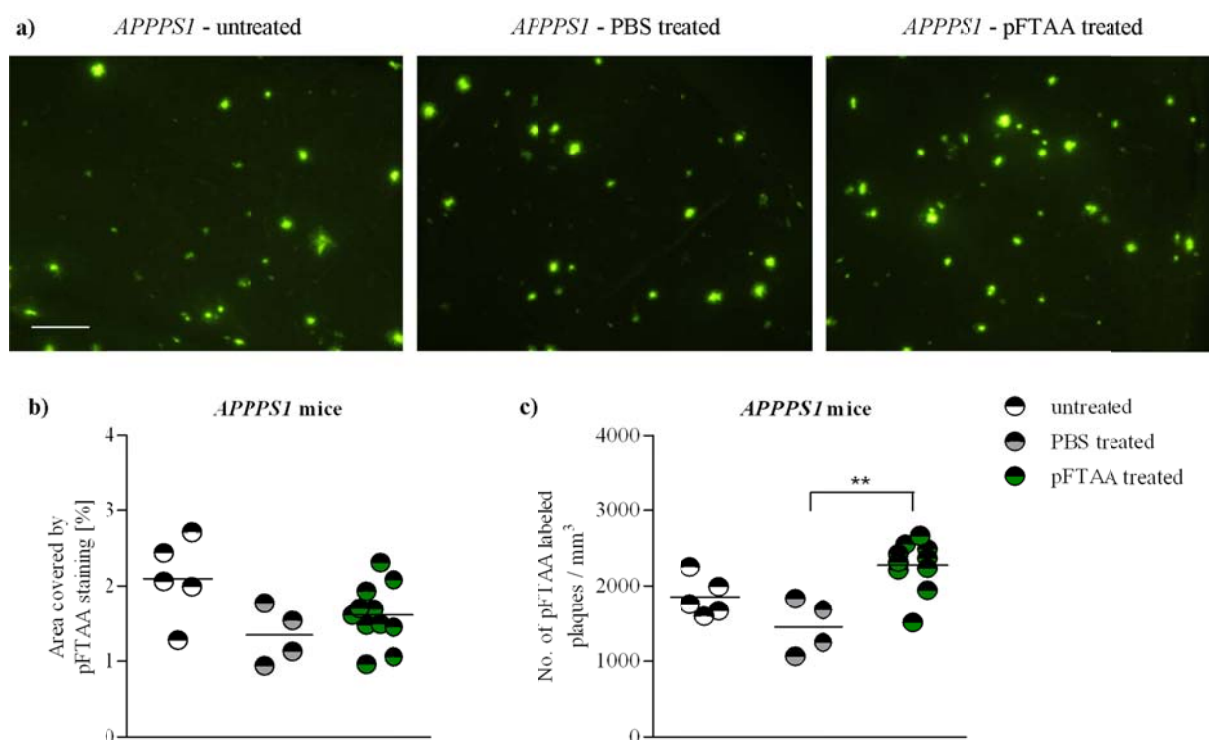 a) APPPS1 - untreated
APPPS1 - PBS treated
APPPS1 - pFTAA treated
b) APPPS1 mice
Area covered by
pFTAA staining [%]
4
3
2
1
0
c) APPPS1 mice
No. of pFTAA labeled
plaques / mm³
4000
3000
2000
1000
0
**
untreated
PBS treated
pFTAA treated